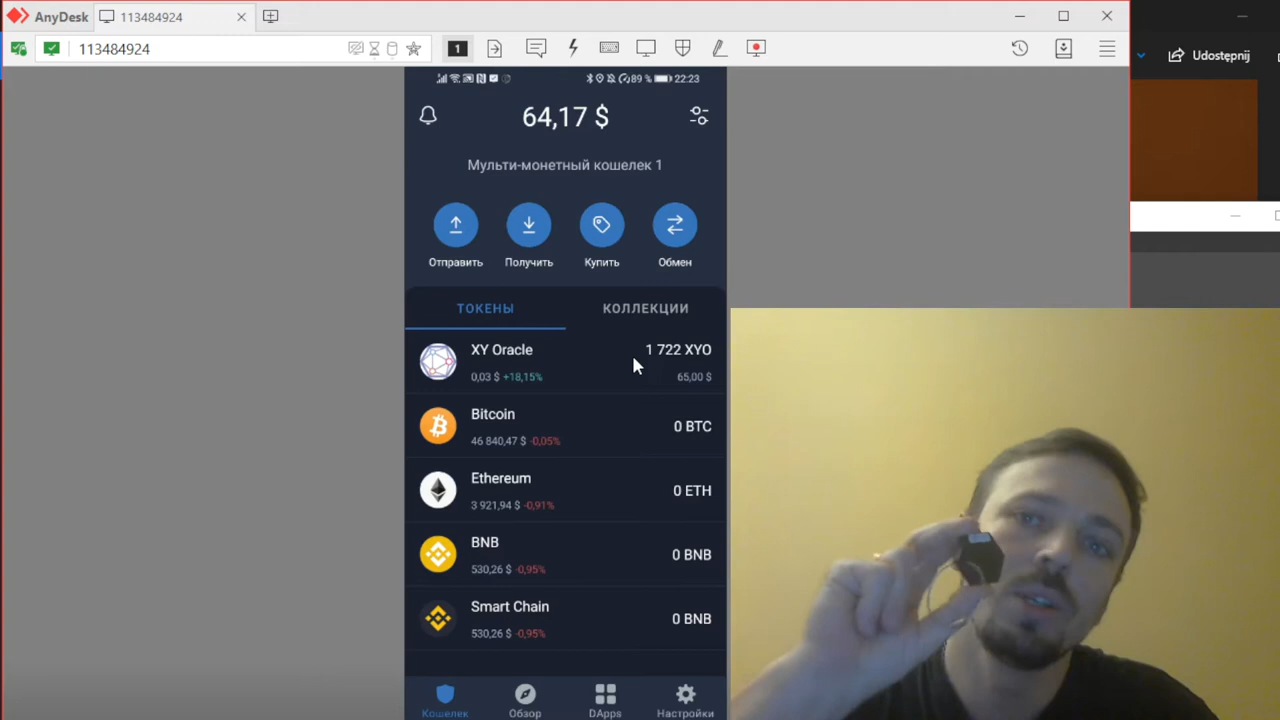 AnyDesk
113484924
113484924
1
Udostępnij
89 %
22:23
64,17 $
Мульти-монетный кошелек 1
Отправить
Получить
Купить
Обмен
ТОКЕНЫ
КОЛЛЕКЦИИ
XY Oracle
1 722 XYO
0,03 $ +18,15%
65,00 $
Bitcoin
0 BTC
46 840,47 $ -0,05%
Ethereum
0 ETH
3 921,94 $ -0,91%
BNB
0 BNB
530,26 $ -0,95%
Smart Chain
0 BNB
530,26 $ -0,95%
Кошелек
Обзор
DApps
Настройки